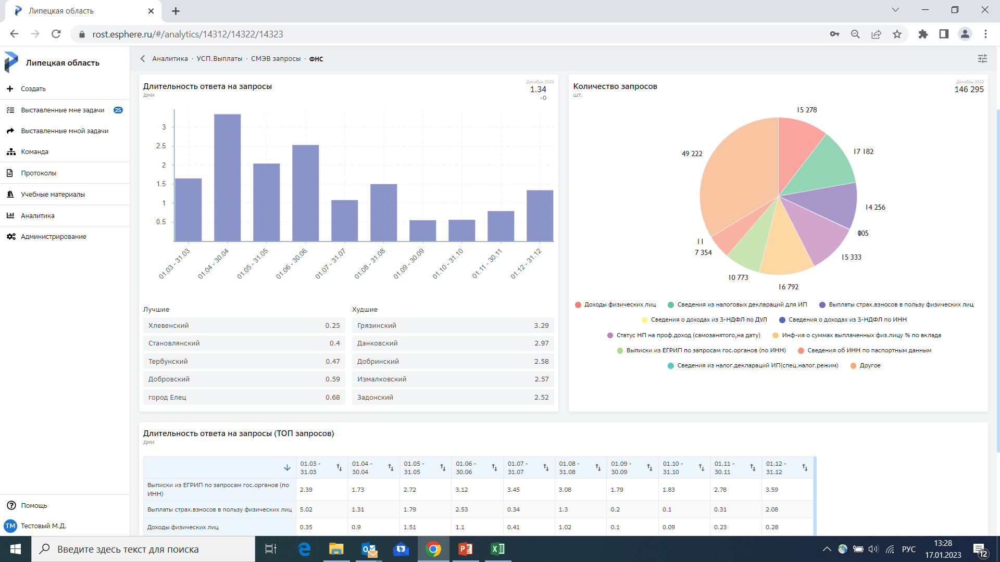 Липецкая область
rost.esphere.ru/#/analytics/14312/14322/14323
Липецкая область
Создать
Выставленные мне задачи 25
Выставленные мной задачи
Команда
Протоколы
Учебные материалы
Аналитика
Администрирование
Помощь
ТМ Тестовый М.Д.
Аналитика · УСП.Выплаты · СМЭВ запросы · ФНС
Длительность ответа на запросы
дни
Декабрь 2022
1.34
-0
3
2.5
2
1.5
1
0.5
01.03 - 31.03
01.04 - 30.04
01.05 - 31.05
01.06 - 30.06
01.07 - 31.07
01.08 - 31.08
01.09 - 30.09
01.10 - 31.10
01.11 - 30.11
01.12 - 31.12
Лучшие
Хлевенский 0.25
Становлянский 0.4
Тербунский 0.47
Добровский 0.59
город Елец 0.68
Худшие
Грязинский 3.29
Данковский 2.97
Добринский 2.58
Измалковский 2.57
Задонский 2.52
Количество запросов
шт.
Декабрь 2022
146 295
15 278
17 182
14 256
15 333
16 792
10 773
7 354
11
49 222
Доходы физических лиц
Сведения из налоговых деклараций для ИП
Выплаты страх.взносов в пользу физических лиц
Сведения о доходах из 3-НДФЛ по ДУЛ
Сведения о доходах из 3-НДФЛ по ИНН
Статус НП на проф.доход (самозанятого,на дату)
Инф-ия о суммах выплаченных физ.лицу % по вклада
Выписки из ЕГРИП по запросам гос.органов (по ИНН)
Сведения об ИНН по паспортным данным
Сведения из налог.деклараций ИП(спец.налог.режим)
Другое
Длительность ответа на запросы (ТОП запросов)
дни
01.03 - 31.03
01.04 - 30.04
01.05 - 31.05
01.06 - 30.06
01.07 - 31.07
01.08 - 31.08
01.09 - 30.09
01.10 - 31.10
01.11 - 30.11
01.12 - 31.12
Выписки из ЕГРИП по запросам гос.органов (по
ИНН)
2.39 1.73 2.72 3.12 3.45 3.08 1.79 1.83 2.78 3.59
Выплаты страх.взносов в пользу физических лиц 5.02 1.31 1.79 2.53 0.34 1.3 0.2 0.1 0.31 2.08
Доходы физических лиц 0.35 0.9 1.51 1.1 0.41 1.02 0.1 0.09 0.23 0.28
Введите здесь текст для поиска
РУС
13:28
17.01.2023
12